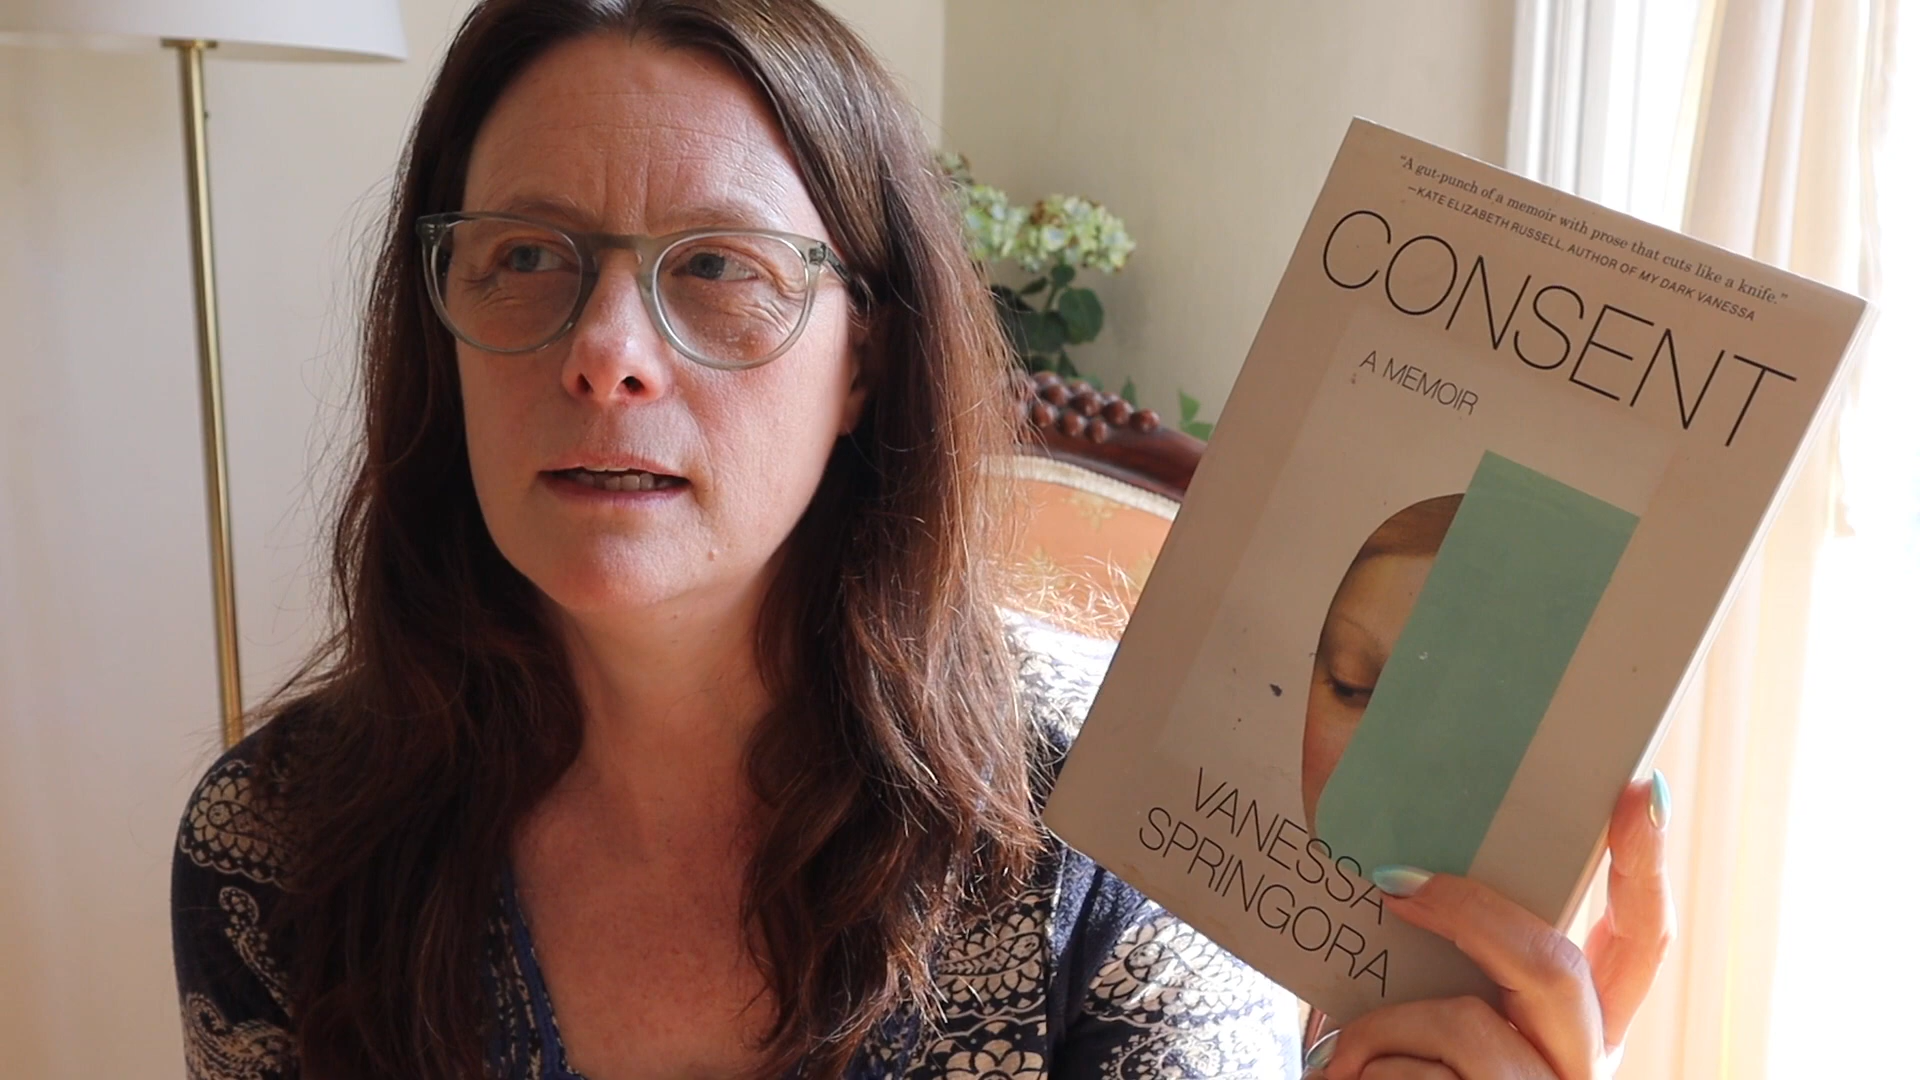 "A gut-punch of a memoir with prose that cuts like a knife."
—KATE ELIZABETH RUSSELL, AUTHOR OF MY DARK VANESSA
CONSENT
A MEMOIR
VANESSA
SPRINGORA